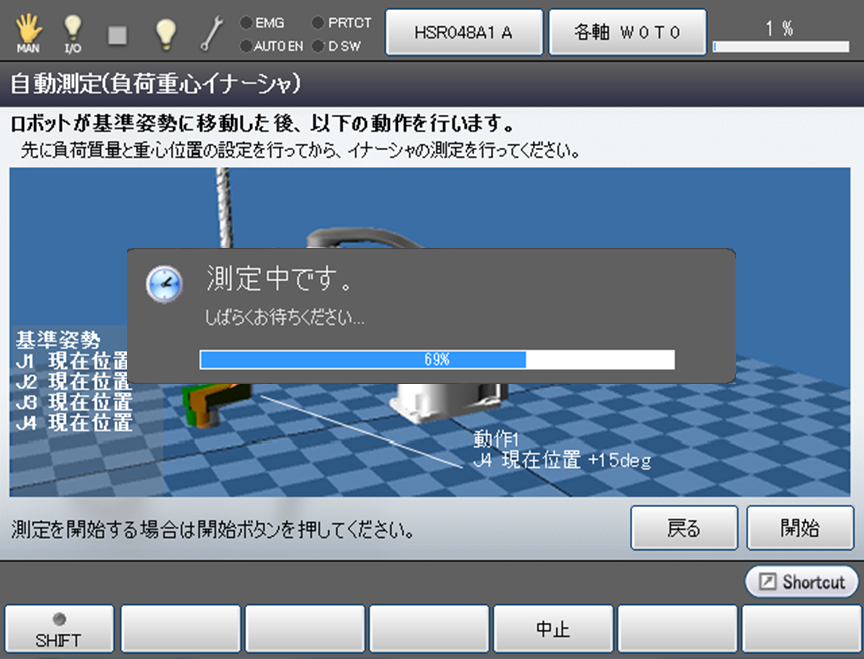 MAN
I/O
EMG
PRTCT
AUTO EN
D SW
HSR048A1 A
各軸 W0T0
1 %
自動測定(負荷重心イナーシャ)
ロボットが基準姿勢に移動した後、以下の動作を行います。
先に負荷質量と重心位置の設定を行ってから、イナーシャの測定を行ってください。
測定中です。
しばらくお待ちください...
69%
基準姿勢
J1 現在位置
J2 現在位置
J3 現在位置
J4 現在位置
動作1
J4 現在位置 +15deg
測定を開始する場合は開始ボタンを押してください。
戻る
開始
Shortcut
SHIFT
中止